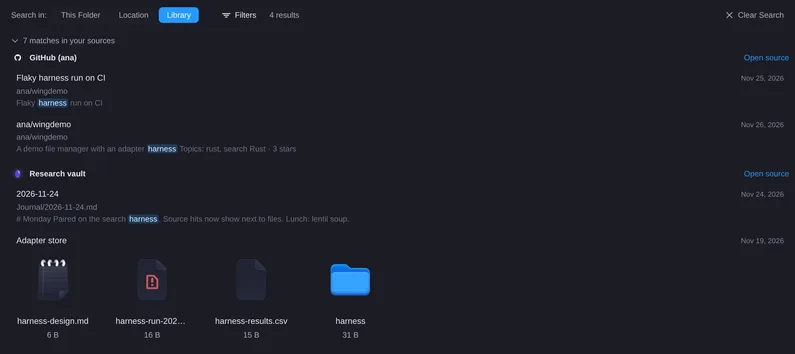 Search in: This Folder Location Library Filters 4 results Clear Search
7 matches in your sources
GitHub (ana) Open source
Flaky harness run on CI Nov 25, 2026
ana/wingdemo
Flaky harness run on CI
ana/wingdemo Nov 26, 2026
ana/wingdemo
A demo file manager with an adapter harness Topics: rust, search Rust · 3 stars
Research vault Open source
2026-11-24 Nov 24, 2026
Journal/2026-11-24.md
# Monday Paired on the search harness. Source hits now show next to files. Lunch: lentil soup.
Adapter store Nov 19, 2026
harness-design.md harness-run-202… harness-results.csv harness
6 B 16 B 15 B 31 B